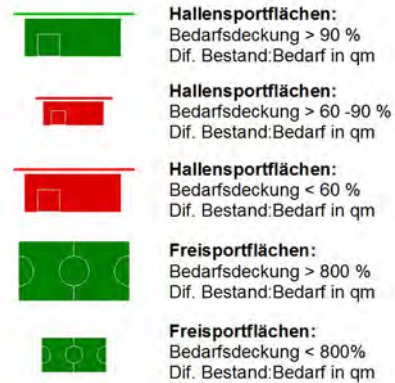 Hallensportflächen:
Bedarfsdeckung > 90 %
Dif. Bestand:Bedarf in qm
Hallensportflächen:
Bedarfsdeckung > 60 -90 %
Dif. Bestand:Bedarf in qm
Hallensportflächen:
Bedarfsdeckung < 60 %
Dif. Bestand:Bedarf in qm
Freisportflächen:
Bedarfsdeckung > 800 %
Dif. Bestand:Bedarf in qm
Freisportflächen:
Bedarfsdeckung < 800%
Dif. Bestand:Bedarf in qm